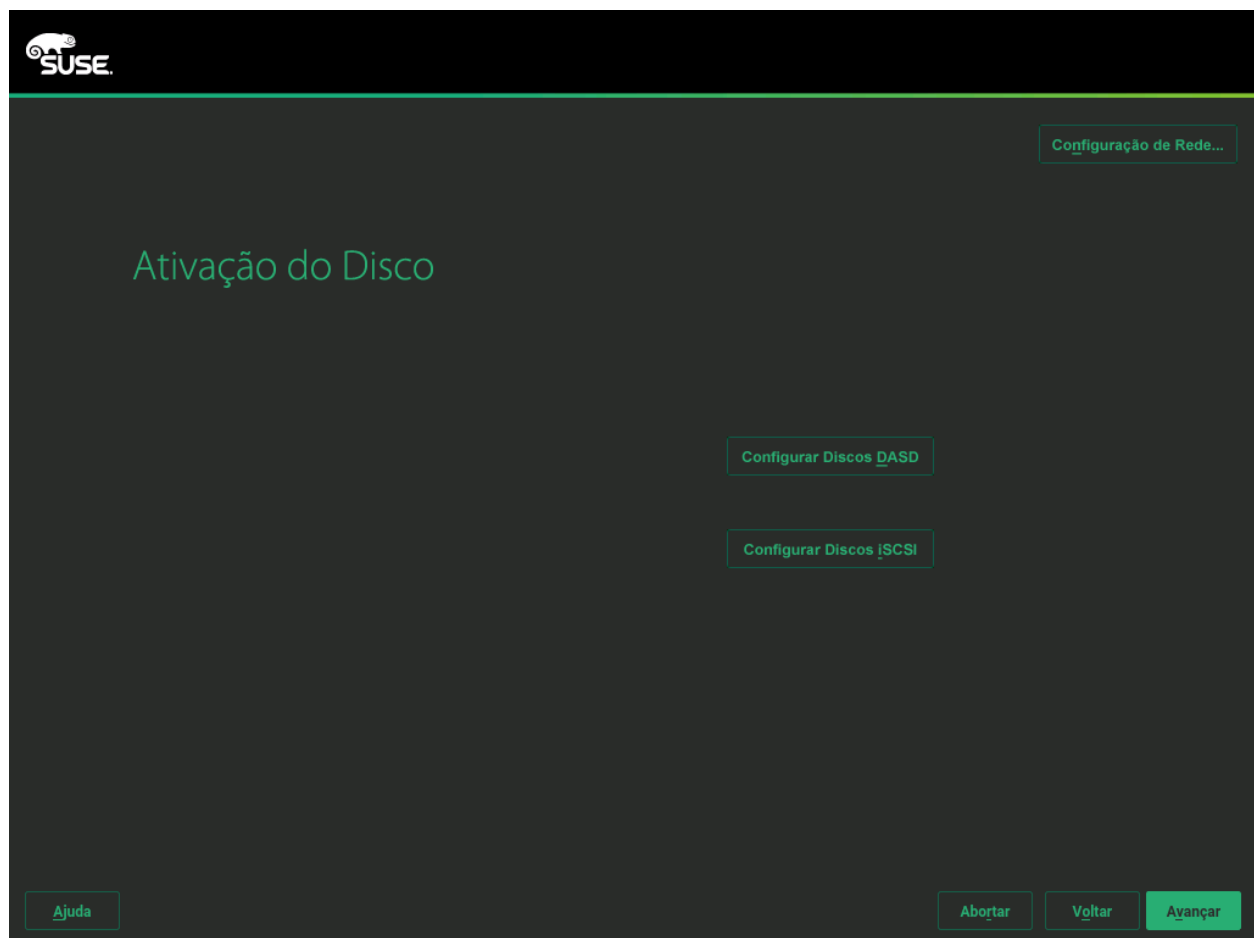 SUSE.
Configuração de Rede...
Ativação do Disco
Configurar Discos DASD
Configurar Discos iSCSI
Ajuda
Abortar
Voltar
Avançar